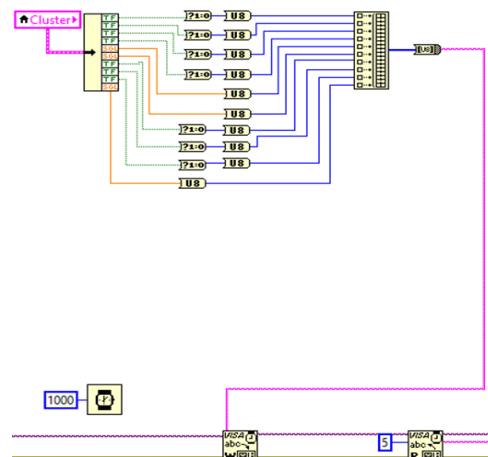 Cluster
TF
TF
TF
TF
SGL
SGL
TF
TF
TF
SGL
?1:0 U8
?1:0 U8
?1:0 U8
?1:0 U8
U8
U8
?1:0 U8
?1:0 U8
?1:0 U8
U8
[U8]
1000
VISA
abc
W
5
VISA
abc
R